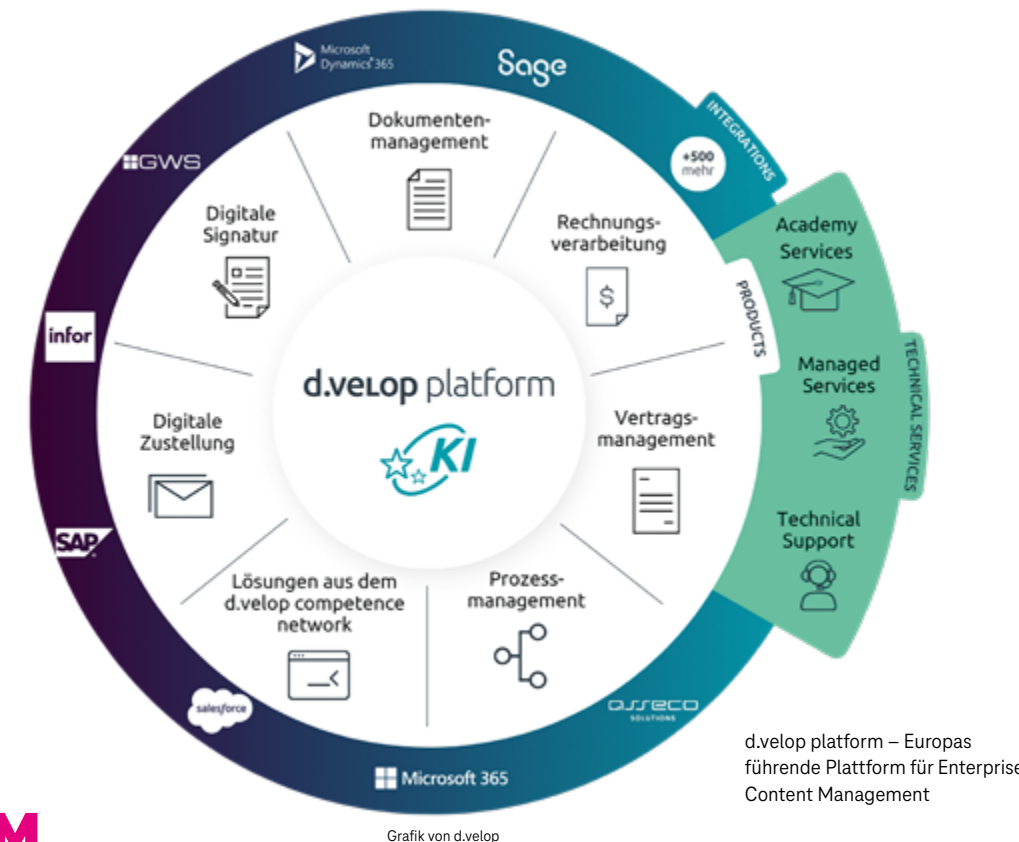 Microsoft
Dynamics 365
Sage
INTEGRATIONS
+500
mehr
GWS
Dokumenten-
management
Digitale
Signatur
Rechnungs-
verarbeitung
$
Academy
Services
PRODUCTS
infor
d.velop platform
KI
Managed
Services
TECHNICAL SERVICES
Digitale
Zustellung
Vertrags-
management
SAP
Technical
Support
Lösungen aus dem
d.velop competence
network
Prozess-
management
salesforce
asseco
SOLUTIONS
Microsoft 365
d.velop platform – Europas
führende Plattform für Enterprise
Content Management
M
Grafik von d.velop